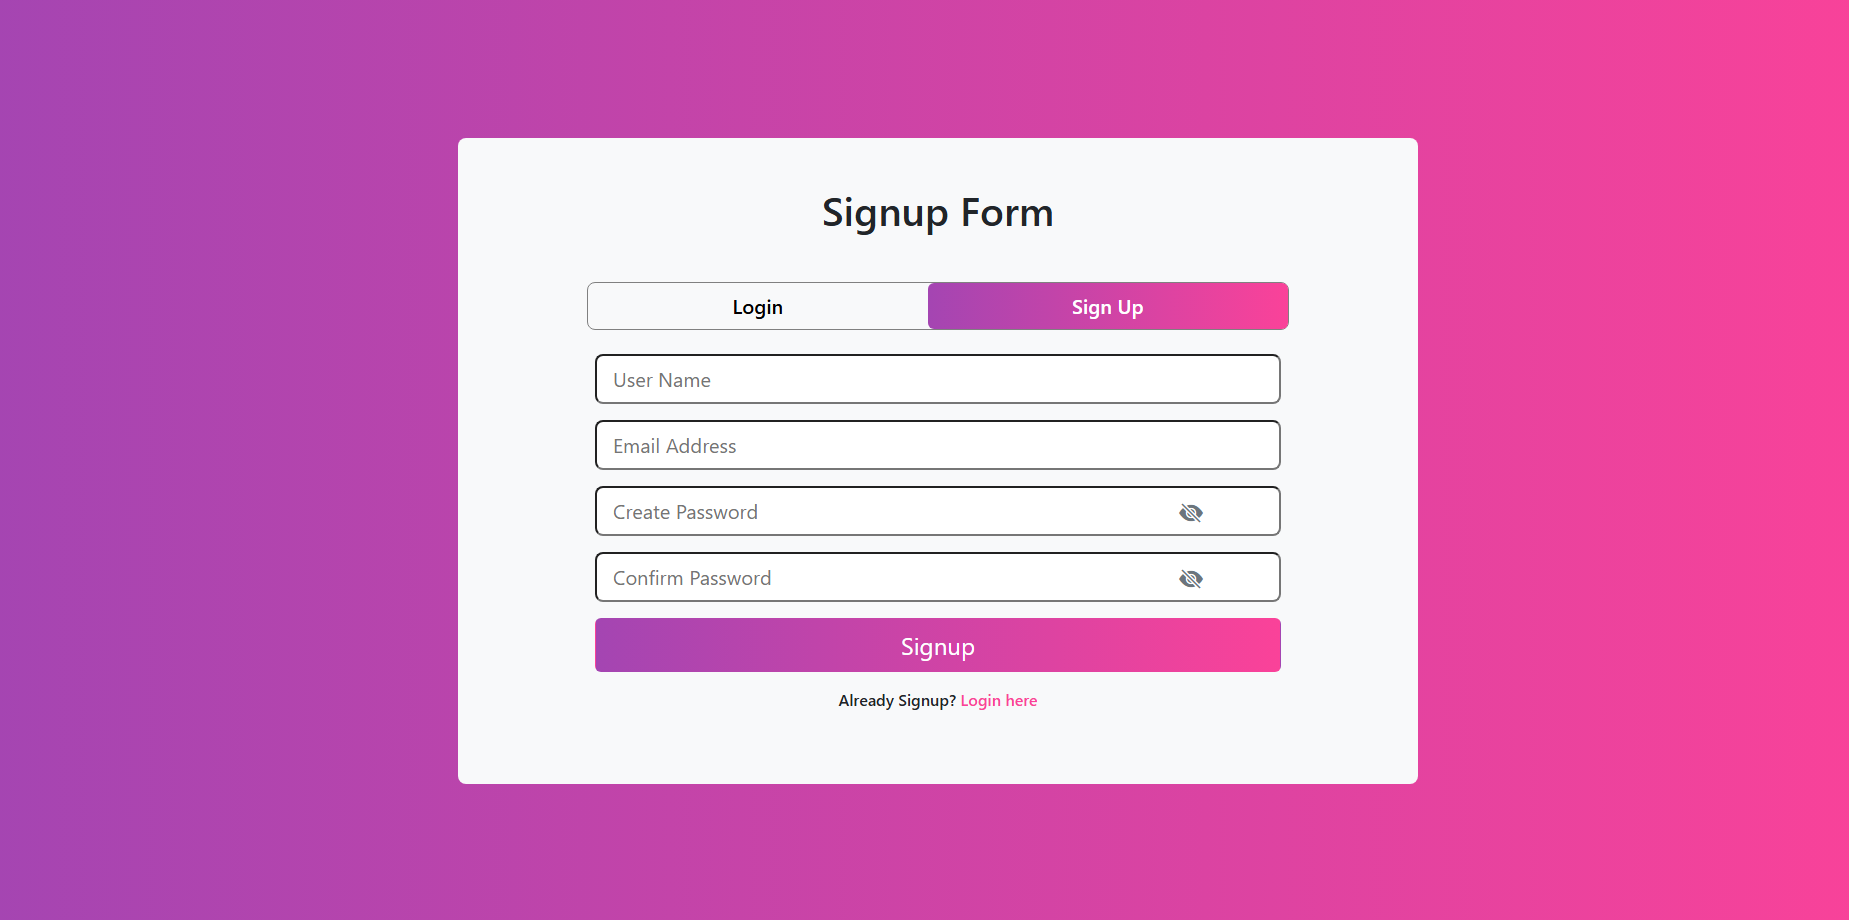 Signup Form
Login Sign Up
User Name
Email Address
Create Password
Confirm Password
Signup
Already Signup? Login here